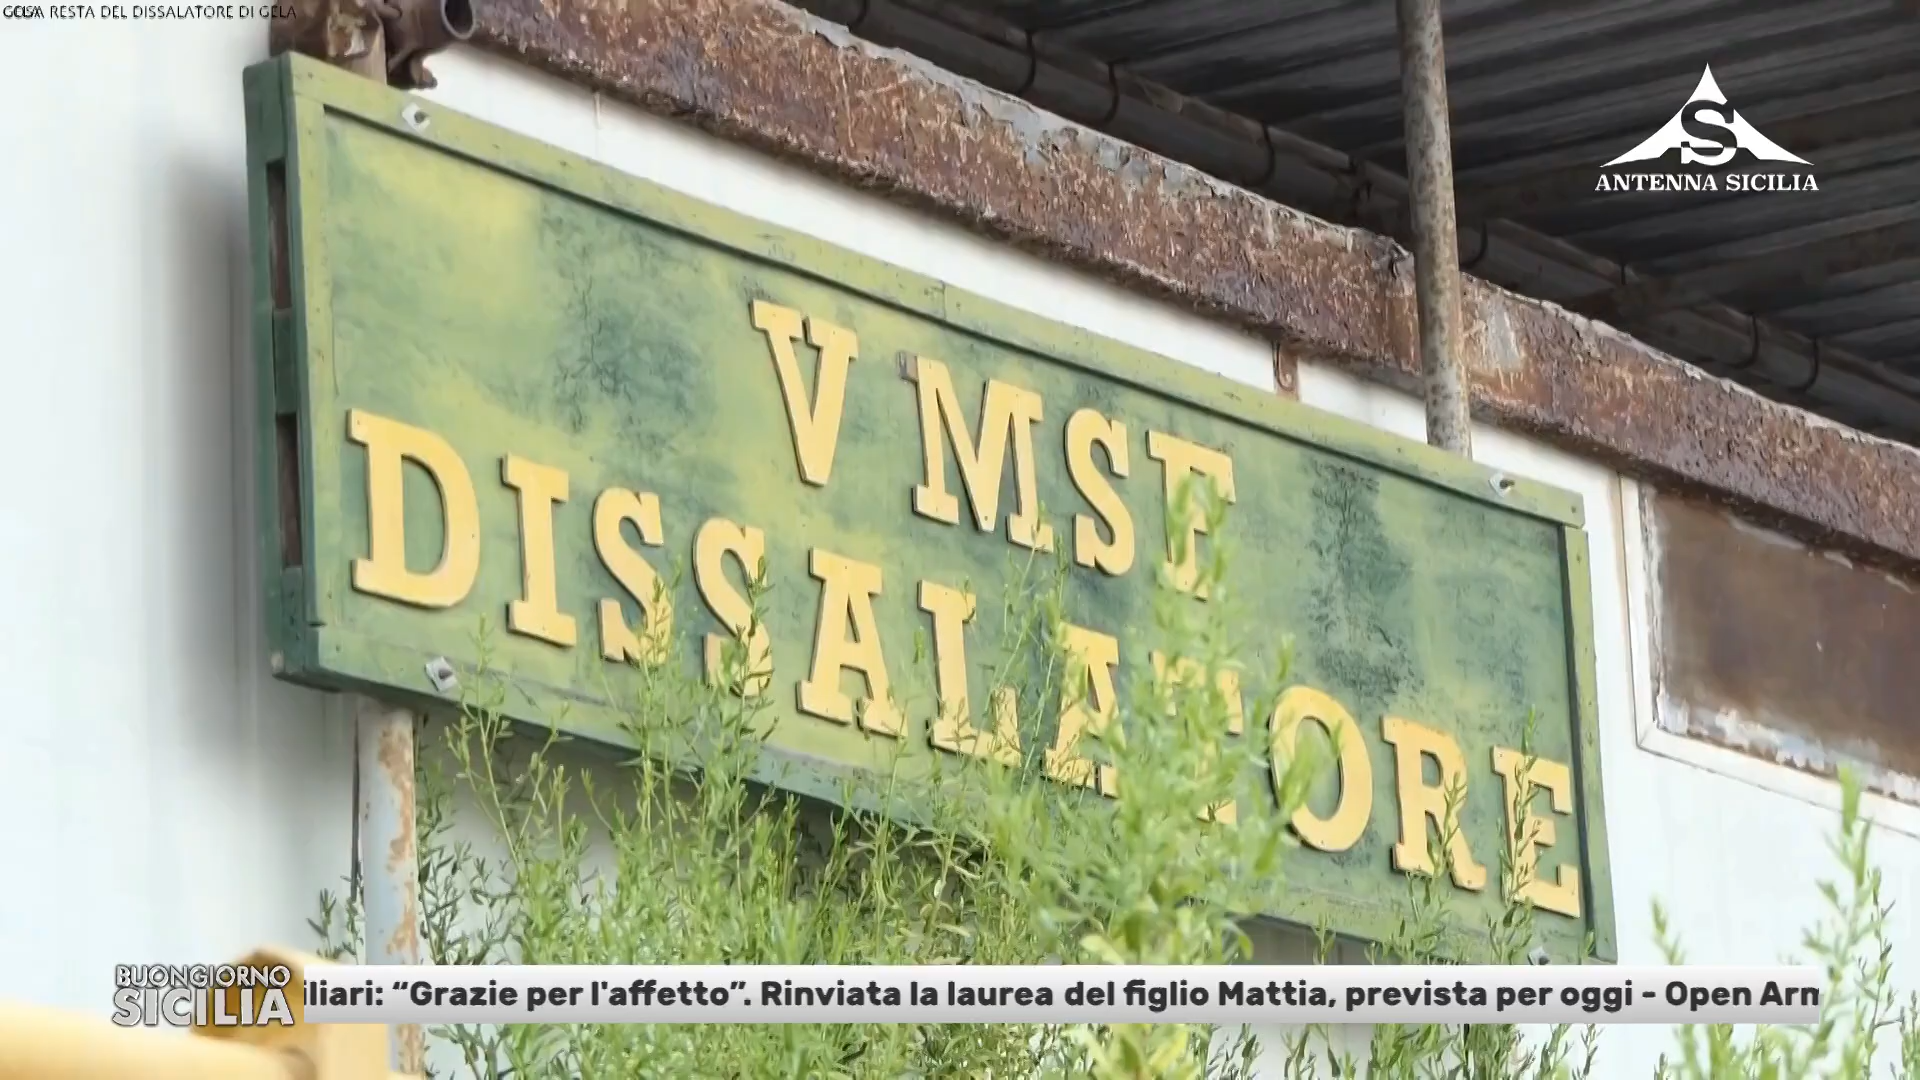 RESTA DEL DISSALATORE DI GELA
ANTENNA SICILIA
V MSF
DISSALATORE
BUONGIORNO
SICILIA
iliari: “Grazie per l'affetto”. Rinviata la laurea del figlio Mattia, prevista per oggi - Open Arm